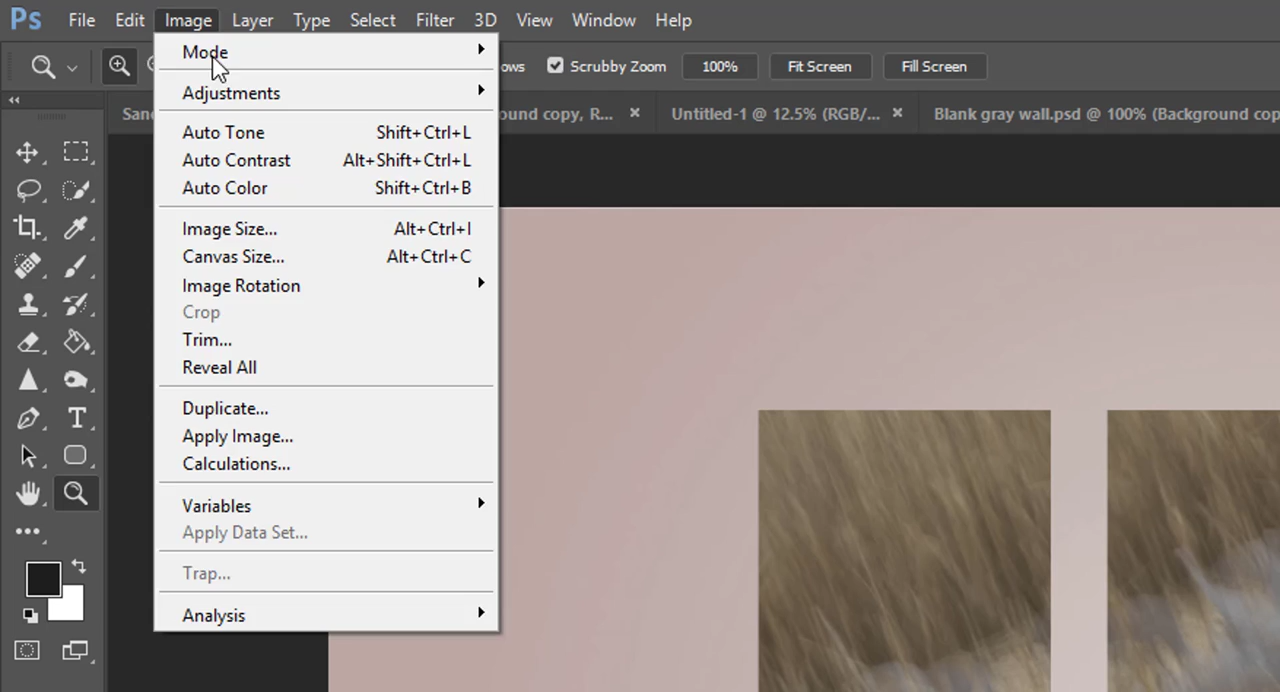 Ps File Edit Image Layer Type Select Filter 3D View Window Help
Scrubby Zoom 100% Fit Screen Fill Screen
ound copy, R... × Untitled-1 @ 12.5% (RGB/... × Blank gray wall.psd @ 100% (Background cop
Mode
Adjustments
Auto Tone Shift+Ctrl+L
Auto Contrast Alt+Shift+Ctrl+L
Auto Color Shift+Ctrl+B
Image Size... Alt+Ctrl+I
Canvas Size... Alt+Ctrl+C
Image Rotation
Crop
Trim...
Reveal All
Duplicate...
Apply Image...
Calculations...
Variables
Apply Data Set...
Trap...
Analysis
T